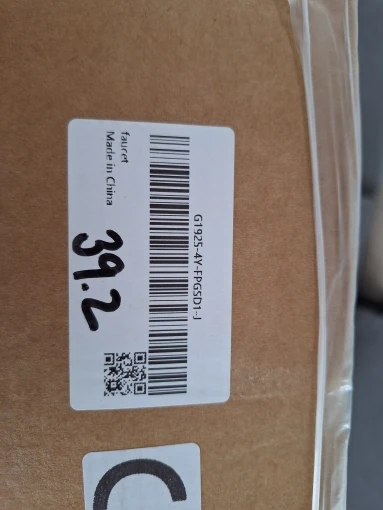 G1925-4Y-FPGSD1-J
faucet
Made in China
39.2
C